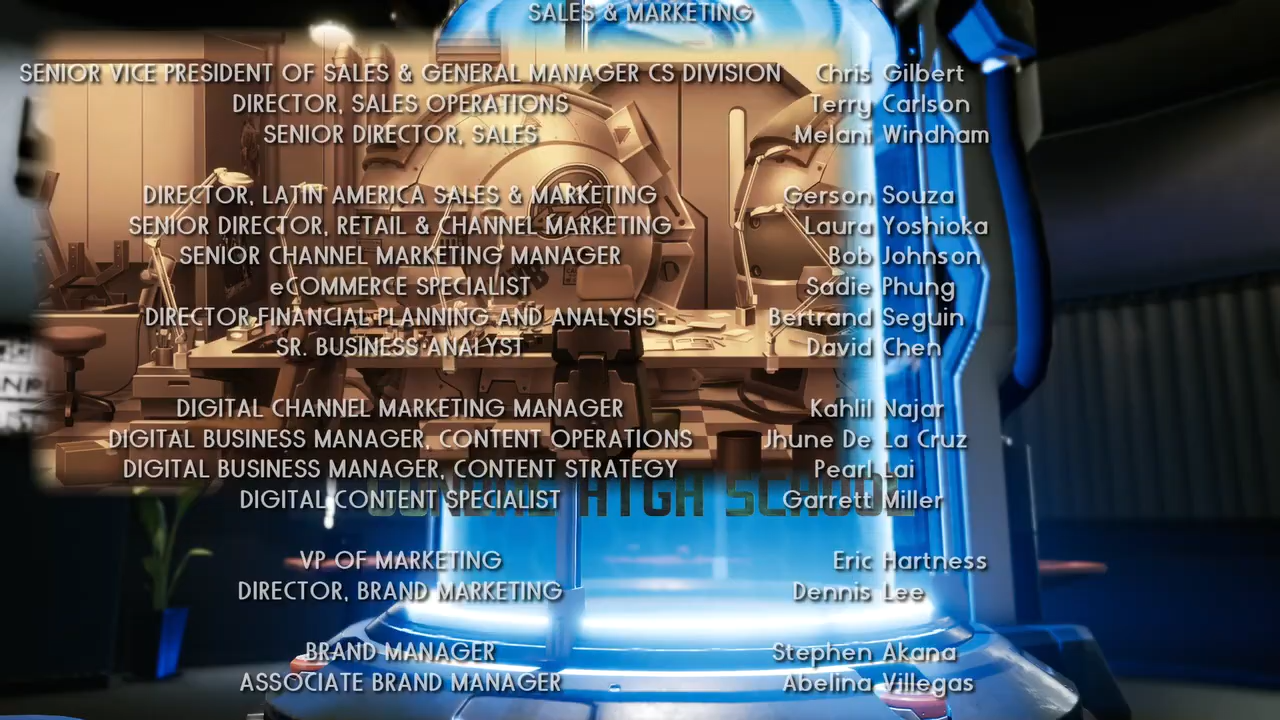 SALES & MARKETING
SENIOR VICE PRESIDENT OF SALES & GENERAL MANAGER CS DIVISION Chris Gilbert
DIRECTOR, SALES OPERATIONS Terry Carlson
SENIOR DIRECTOR, SALES Melani Windham
DIRECTOR, LATIN AMERICA SALES & MARKETING Gerson Souza
SENIOR DIRECTOR, RETAIL & CHANNEL MARKETING Laura Yoshioka
SENIOR CHANNEL MARKETING MANAGER Bob Johnson
eCOMMERCE SPECIALIST Sadie Phung
DIRECTOR FINANCIAL PLANNING AND ANALYSIS Bertrand Seguin
SR. BUSINESS ANALYST David Chen
DIGITAL CHANNEL MARKETING MANAGER Kahlil Najar
DIGITAL BUSINESS MANAGER, CONTENT OPERATIONS Jhune De La Cruz
DIGITAL BUSINESS MANAGER, CONTENT STRATEGY Pearl Lai
DIGITAL CONTENT SPECIALIST Garrett Miller
HIGH SCHOOL
VP OF MARKETING Eric Hartness
DIRECTOR, BRAND MARKETING Dennis Lee
BRAND MANAGER Stephen Akana
ASSOCIATE BRAND MANAGER Abelina Villegas